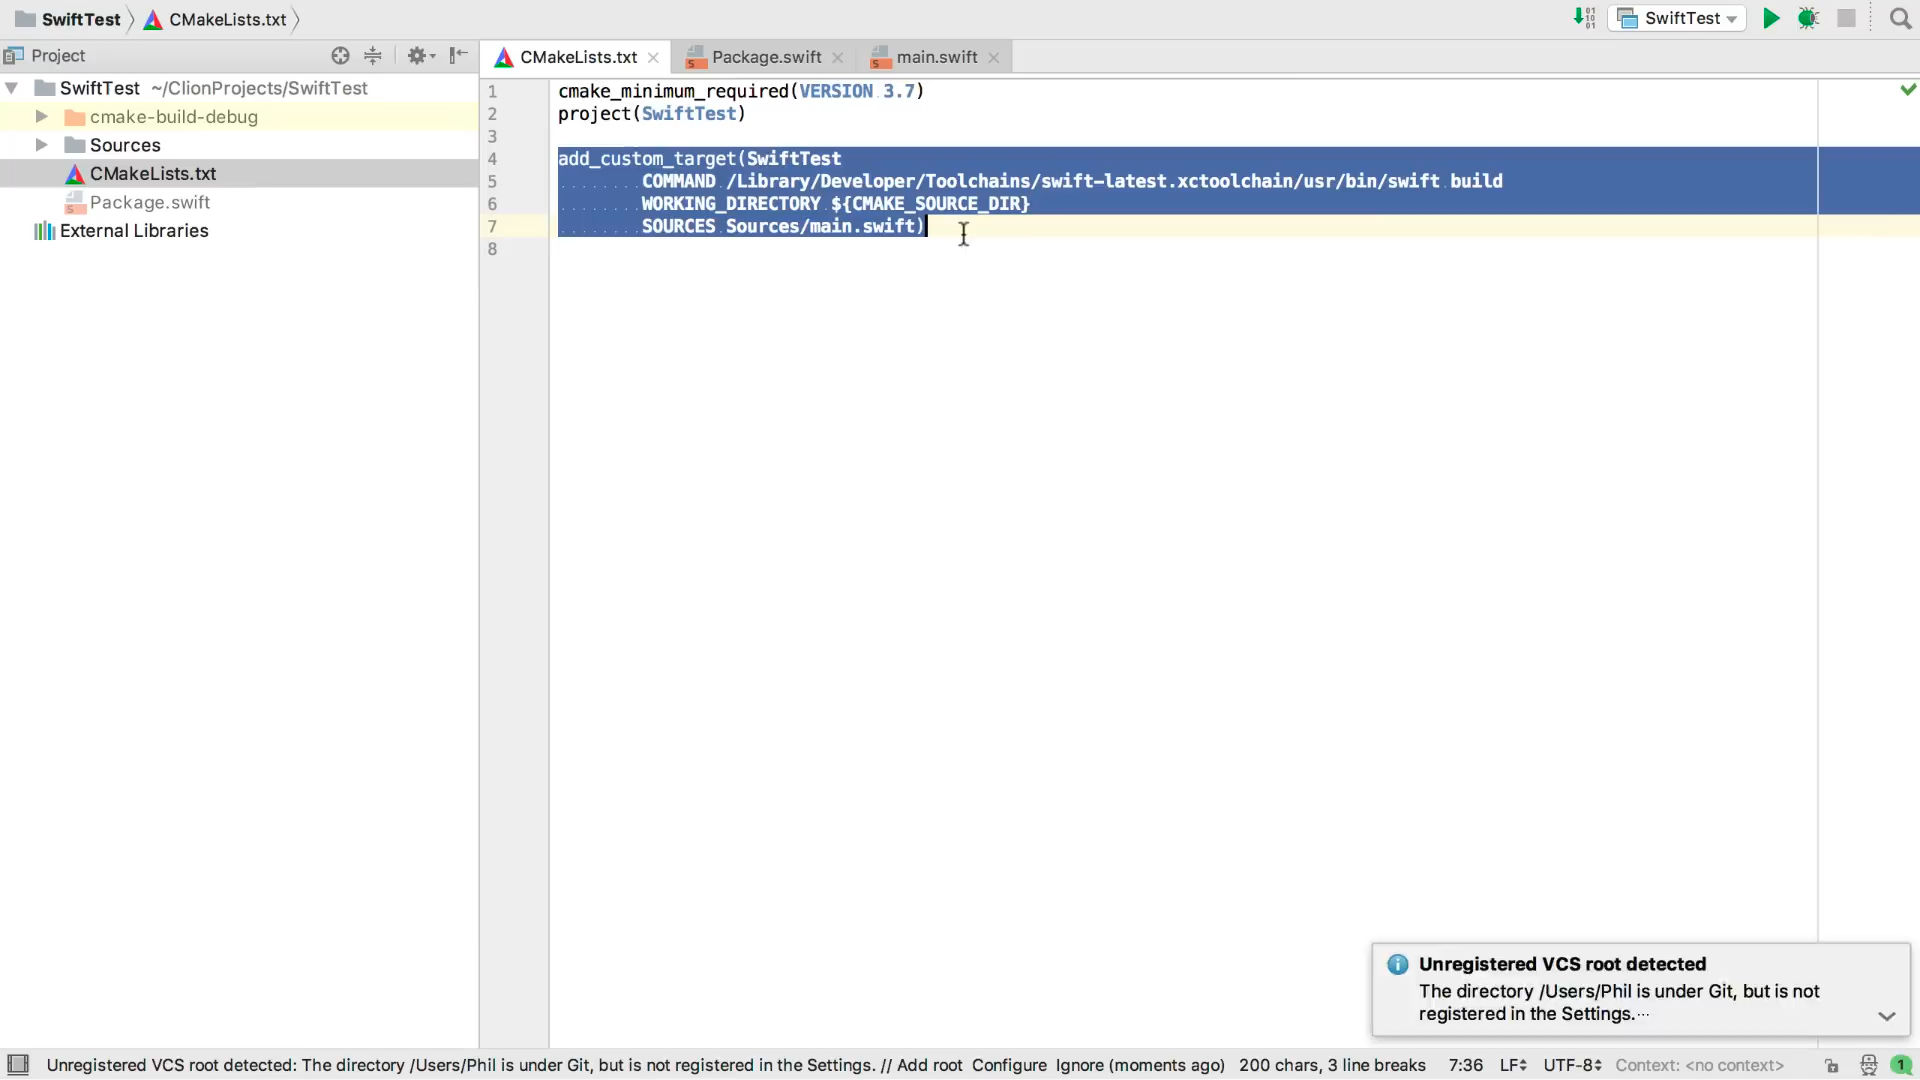 SwiftTest CMakeLists.txt
SwiftTest
Project
CMakeLists.txt Package.swift main.swift
SwiftTest ~/ClionProjects/SwiftTest
cmake-build-debug
Sources
CMakeLists.txt
Package.swift
External Libraries
1 cmake_minimum_required(VERSION 3.7)
2 project(SwiftTest)
3
4 add_custom_target(SwiftTest
5 COMMAND /Library/Developer/Toolchains/swift-latest.xctoolchain/usr/bin/swift build
6 WORKING_DIRECTORY ${CMAKE_SOURCE_DIR}
7 SOURCES Sources/main.swift)
8
Unregistered VCS root detected
The directory /Users/Phil is under Git, but is not
registered in the Settings.···
Unregistered VCS root detected: The directory /Users/Phil is under Git, but is not registered in the Settings. // Add root Configure Ignore (moments ago) 200 chars, 3 line breaks 7:36 LF UTF-8 Context: <no context> 1